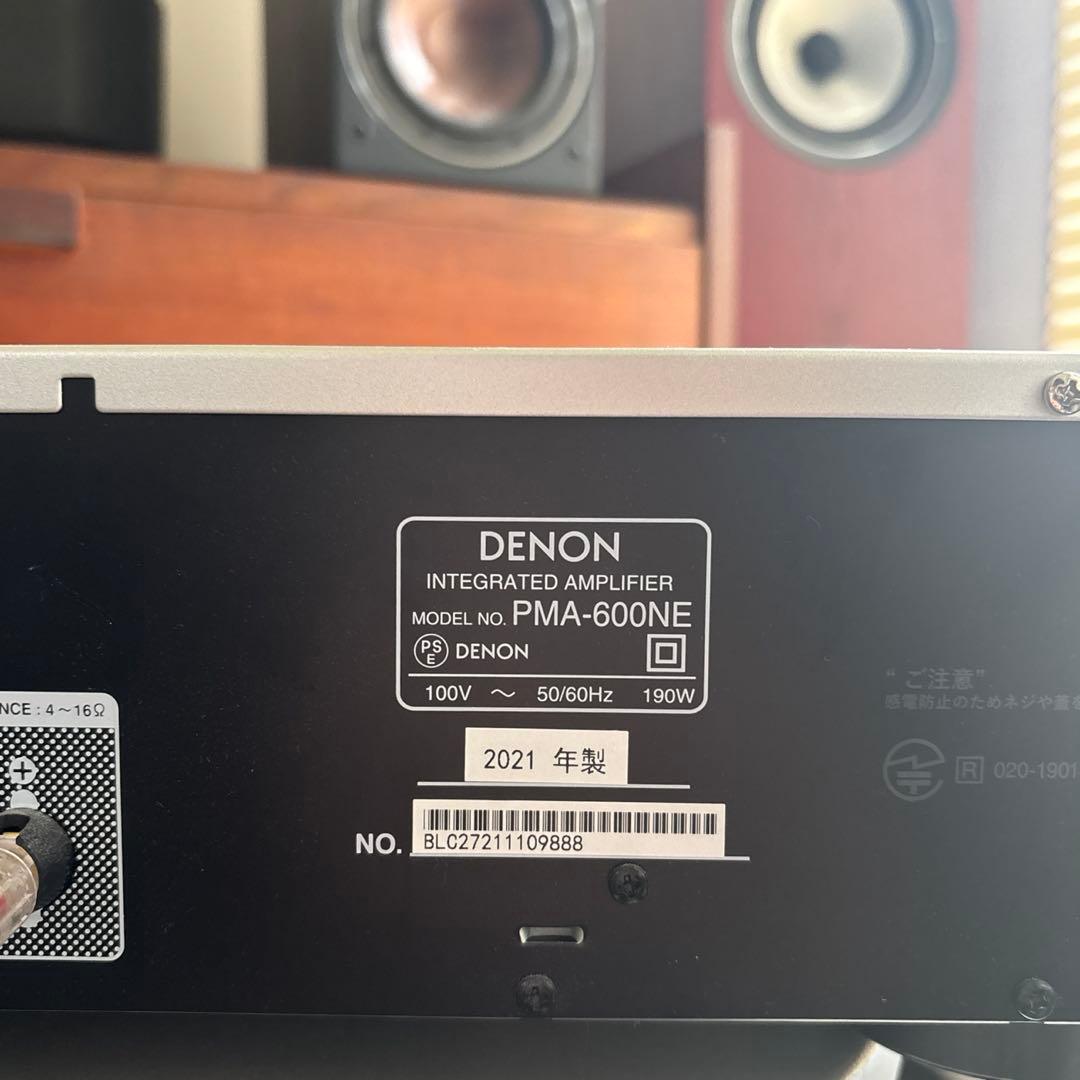 DENON
INTEGRATED AMPLIFIER
MODEL NO. PMA-600NE
PS
E DENON
100V ～ 50/60Hz 190W
NCE : 4～16Ω
+
2021 年製
NO. BLC27211109888
“ ご注意”
感電防止のためネジや蓋を
R 020-1901